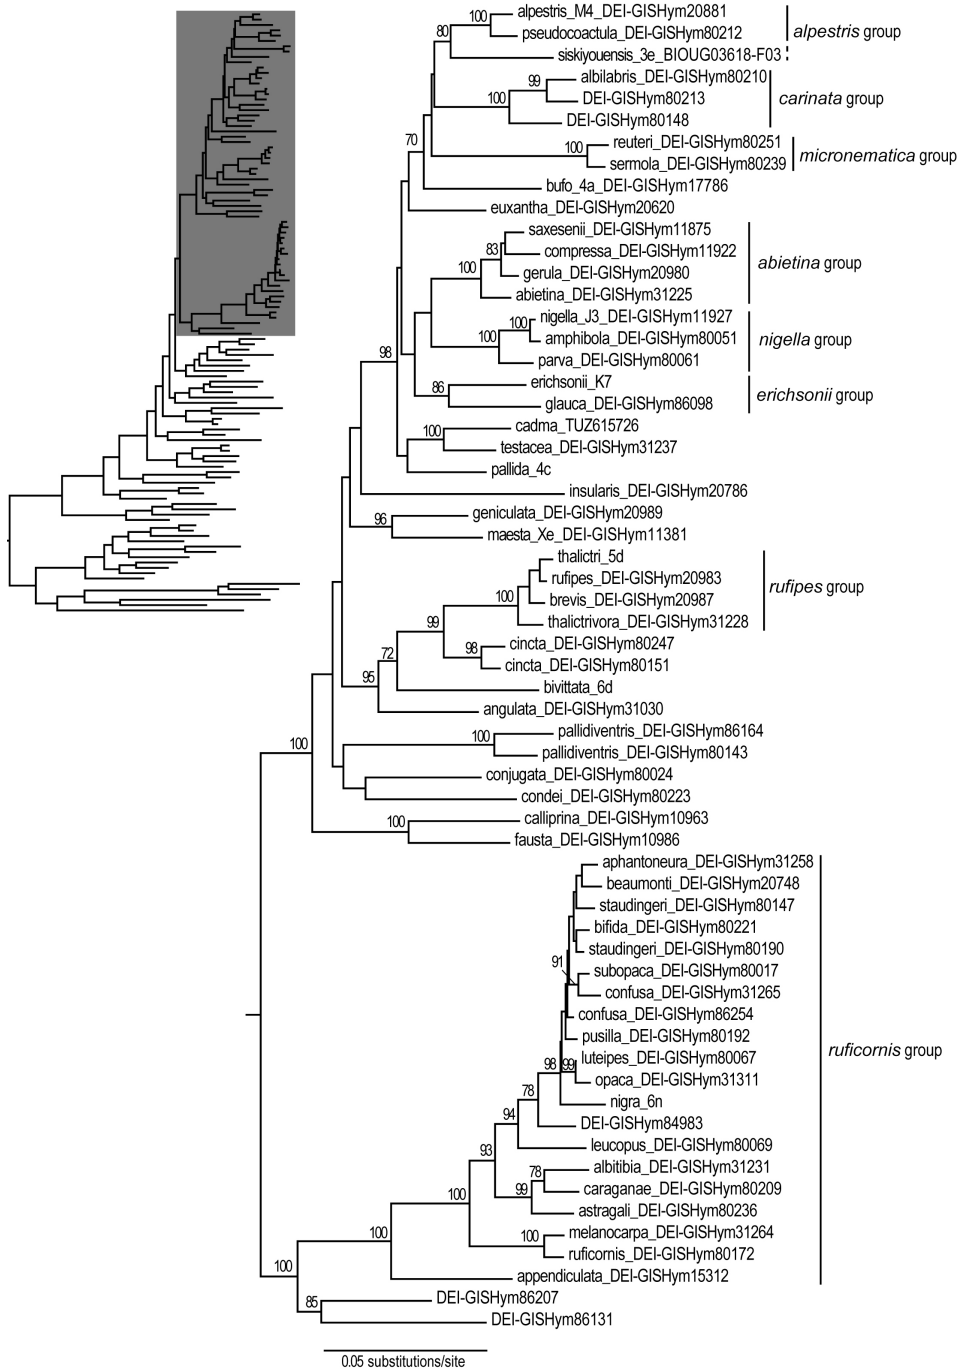 100 alpestris_M4_DEI-GISHym20881
80 pseudocoactula_DEI-GISHym80212 alpestris group
siskiyouensis_3e_BIOUG03618-F03
99 albilabris_DEI-GISHym80210
100 DEI-GISHym80213 carinata group
DEI-GISHym80148
70 100 reuteri_DEI-GISHym80251
sermola_DEI-GISHym80239 micronematica group
bufo_4a_DEI-GISHym17786
euxantha_DEI-GISHym20620
saxesenii_DEI-GISHym11875
83 compressa_DEI-GISHym11922
100 gerula_DEI-GISHym20980 abietina group
abietina_DEI-GISHym31225
100 nigella_J3_DEI-GISHym11927
100 amphibola_DEI-GISHym80051 nigella group
98 parva_DEI-GISHym80061
86 erichsonii_K7
glauca_DEI-GISHym86098 erichsonii group
100 cadma_TUZ615726
testacea_DEI-GISHym31237
pallida_4c
insularis_DEI-GISHym20786
96 geniculata_DEI-GISHym20989
maesta_Xe_DEI-GISHym11381
thalictri_5d
rufipes_DEI-GISHym20983 rufipes group
100 brevis_DEI-GISHym20987
99 thalictrivora_DEI-GISHym31228
98 cincta_DEI-GISHym80247
72 cincta_DEI-GISHym80151
95 bivittata_6d
angulata_DEI-GISHym31030
100 pallidiventris_DEI-GISHym86164
100 pallidiventris_DEI-GISHym80143
conjugata_DEI-GISHym80024
condei_DEI-GISHym80223
100 calliprina_DEI-GISHym10963
fausta_DEI-GISHym10986
aphantoneura_DEI-GISHym31258
beaumonti_DEI-GISHym20748
staudingeri_DEI-GISHym80147
bifida_DEI-GISHym80221
staudingeri_DEI-GISHym80190
91 subopaca_DEI-GISHym80017
confusa_DEI-GISHym31265
confusa_DEI-GISHym86254
pusilla_DEI-GISHym80192
98 99 luteipes_DEI-GISHym80067 ruficornis group
opaca_DEI-GISHym31311
78 nigra_6n
94 DEI-GISHym84983
93 leucopus_DEI-GISHym80069
78 albitibia_DEI-GISHym31231
100 99 caraganae_DEI-GISHym80209
astragali_DEI-GISHym80236
100 100 melanocarpa_DEI-GISHym31264
ruficornis_DEI-GISHym80172
100 appendiculata_DEI-GISHym15312
85 DEI-GISHym86207
DEI-GISHym86131
0.05 substitutions/site